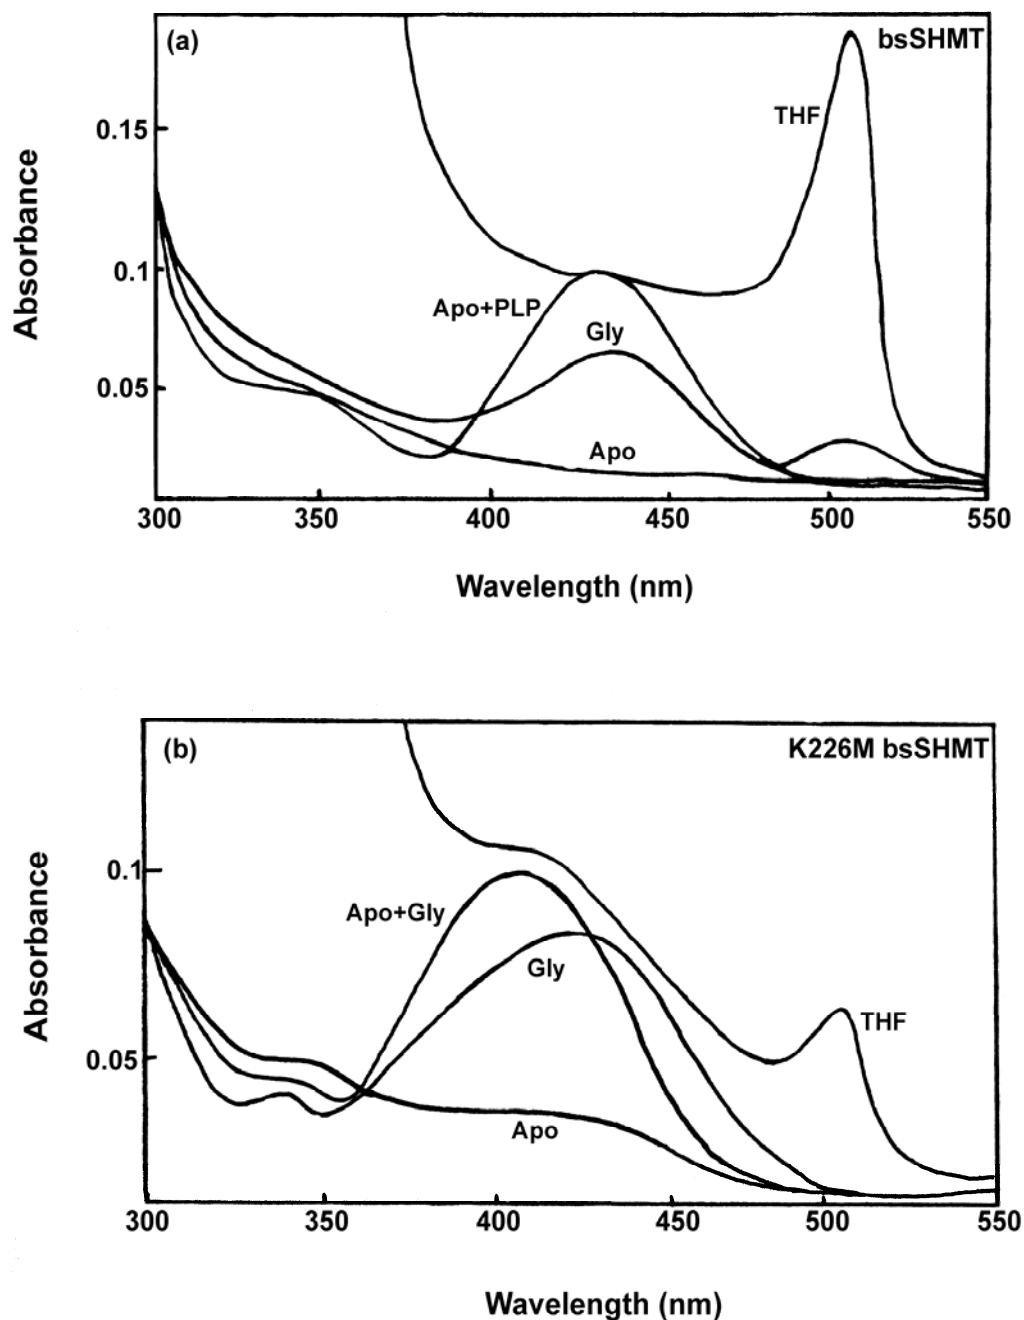 (a)
bsSHMT
THF
0.15
0.1
Apo+PLP
Gly
0.05
Apo
Absorbance
300 350 400 450 500 550
Wavelength (nm)
(b)
K226M bsSHMT
0.1
Apo+Gly
Gly
THF
0.05
Apo
Absorbance
300 350 400 450 500 550
Wavelength (nm)